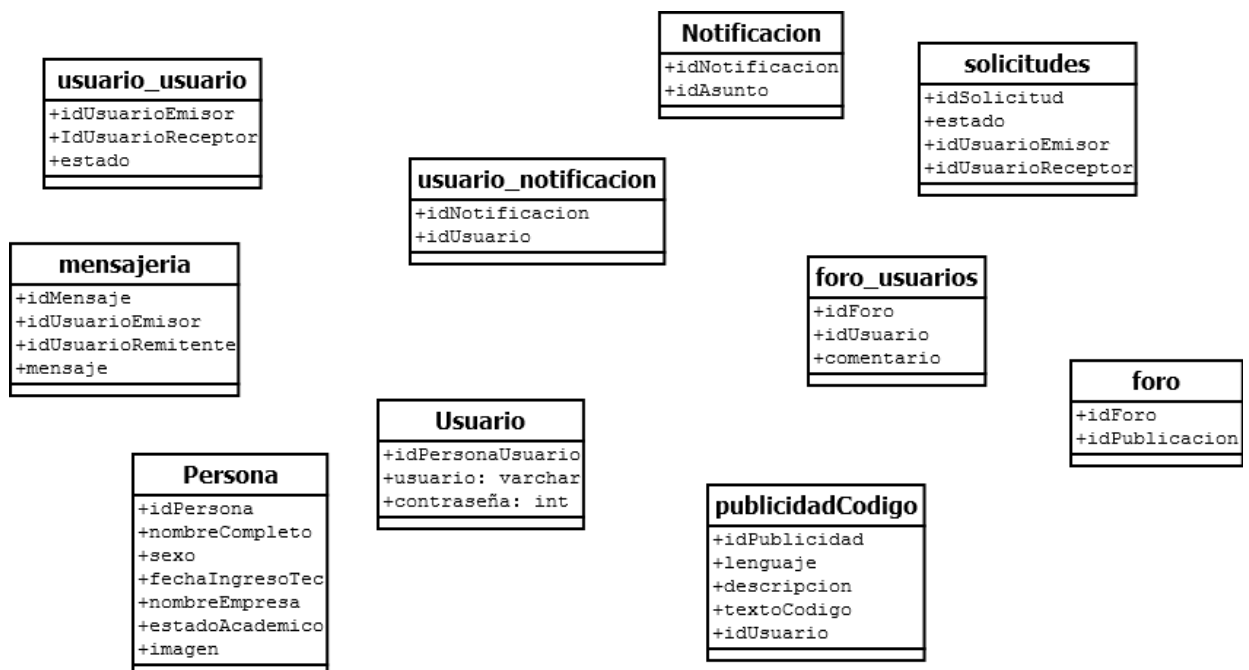 Notificacion
+idNotificacion
+idAsunto
solicitudes
+idSolicitud
+estado
+idUsuarioEmisor
+idUsuarioReceptor
usuario_usuario
+idUsuarioEmisor
+IdUsuarioReceptor
+estado
usuario_notificacion
+idNotificacion
+idUsuario
mensajeria
+idMensaje
+idUsuarioEmisor
+idUsuarioRemitente
+mensaje
foro_usuarios
+idForo
+idUsuario
+comentario
foro
+idForo
+idPublicacion
Usuario
+idPersonaUsuario
+usuario: varchar
+contraseña: int
Persona
+idPersona
+nombreCompleto
+sexo
+fechaIngresoTec
+nombreEmpresa
+estadoAcademico
+imagen
publicidadCodigo
+idPublicidad
+lenguaje
+descripcion
+textoCodigo
+idUsuario